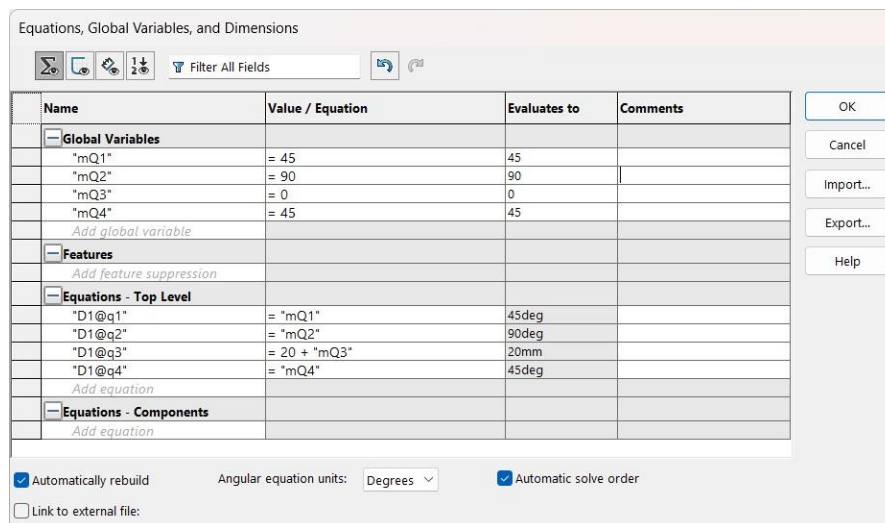 Equations, Global Variables, and Dimensions
Filter All Fields
Name Value / Equation Evaluates to Comments
Global Variables
"mQ1" = 45 45
"mQ2" = 90 90
"mQ3" = 0 0
"mQ4" = 45 45
Add global variable
Features
Add feature suppression
Equations - Top Level
"D1@q1" = "mQ1" 45deg
"D1@q2" = "mQ2" 90deg
"D1@q3" = 20 + "mQ3" 20mm
"D1@q4" = "mQ4" 45deg
Add equation
Equations - Components
Add equation
OK
Cancel
Import...
Export...
Help
Automatically rebuild Angular equation units: Degrees Automatic solve order
Link to external file: